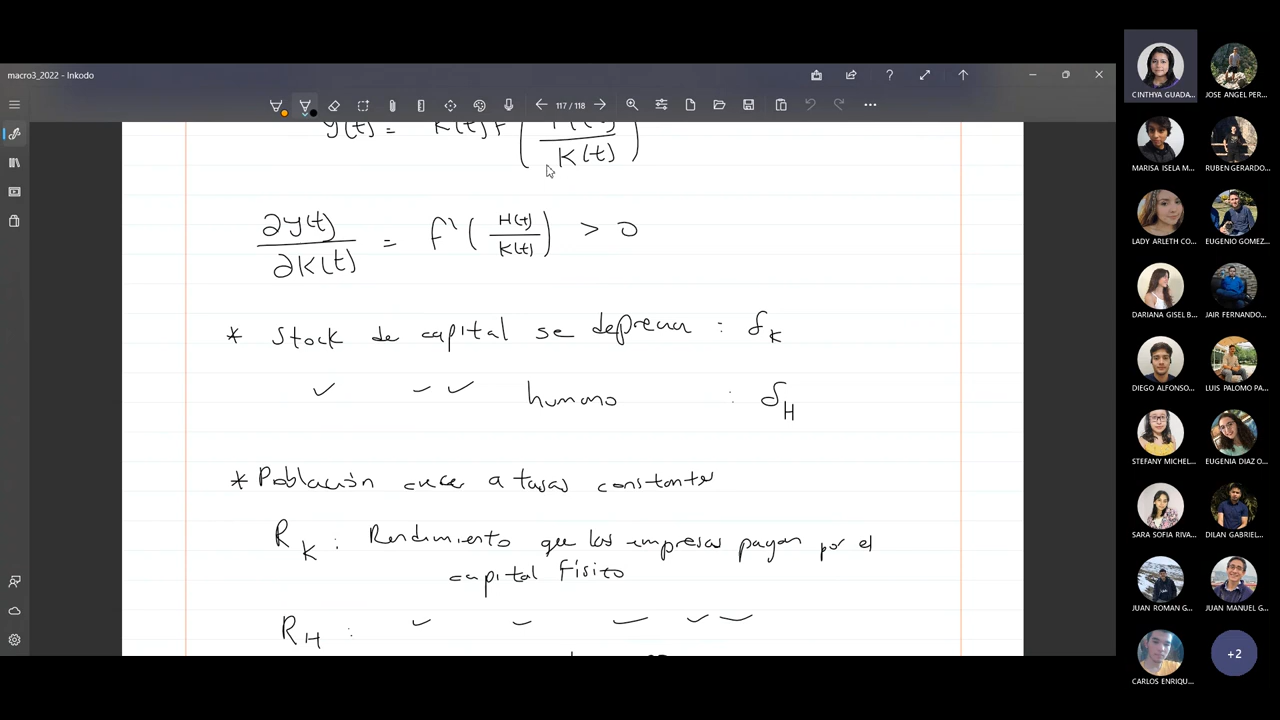 macro3_2022 - Inkodo
117 / 118
y(t) = K(t) F ( H(t) / K(t) )
∂y(t) / ∂K(t) = f' ( H(t) / K(t) ) > 0
* Stock de capital se deprecia : δK
✓ - ✓ humano : δH
* Población crece a tasas constantes
RK : Rendimiento que las empresas pagan por el
capital físico
RH :
CINTHYA GUADA...
JOSE ANGEL PER...
MARISA ISELA M...
RUBEN GERARDO...
LADY ARLETH CO...
EUGENIO GOMEZ...
DARIANA GISEL B...
JAIR FERNANDO...
DIEGO ALFONSO...
LUIS PALOMO PA...
STEFANY MICHEL...
EUGENIA DIAZ O...
SARA SOFIA RIVA...
DILAN GABRIEL...
JUAN ROMAN G...
JUAN MANUEL G...
CARLOS ENRIQU...
+2